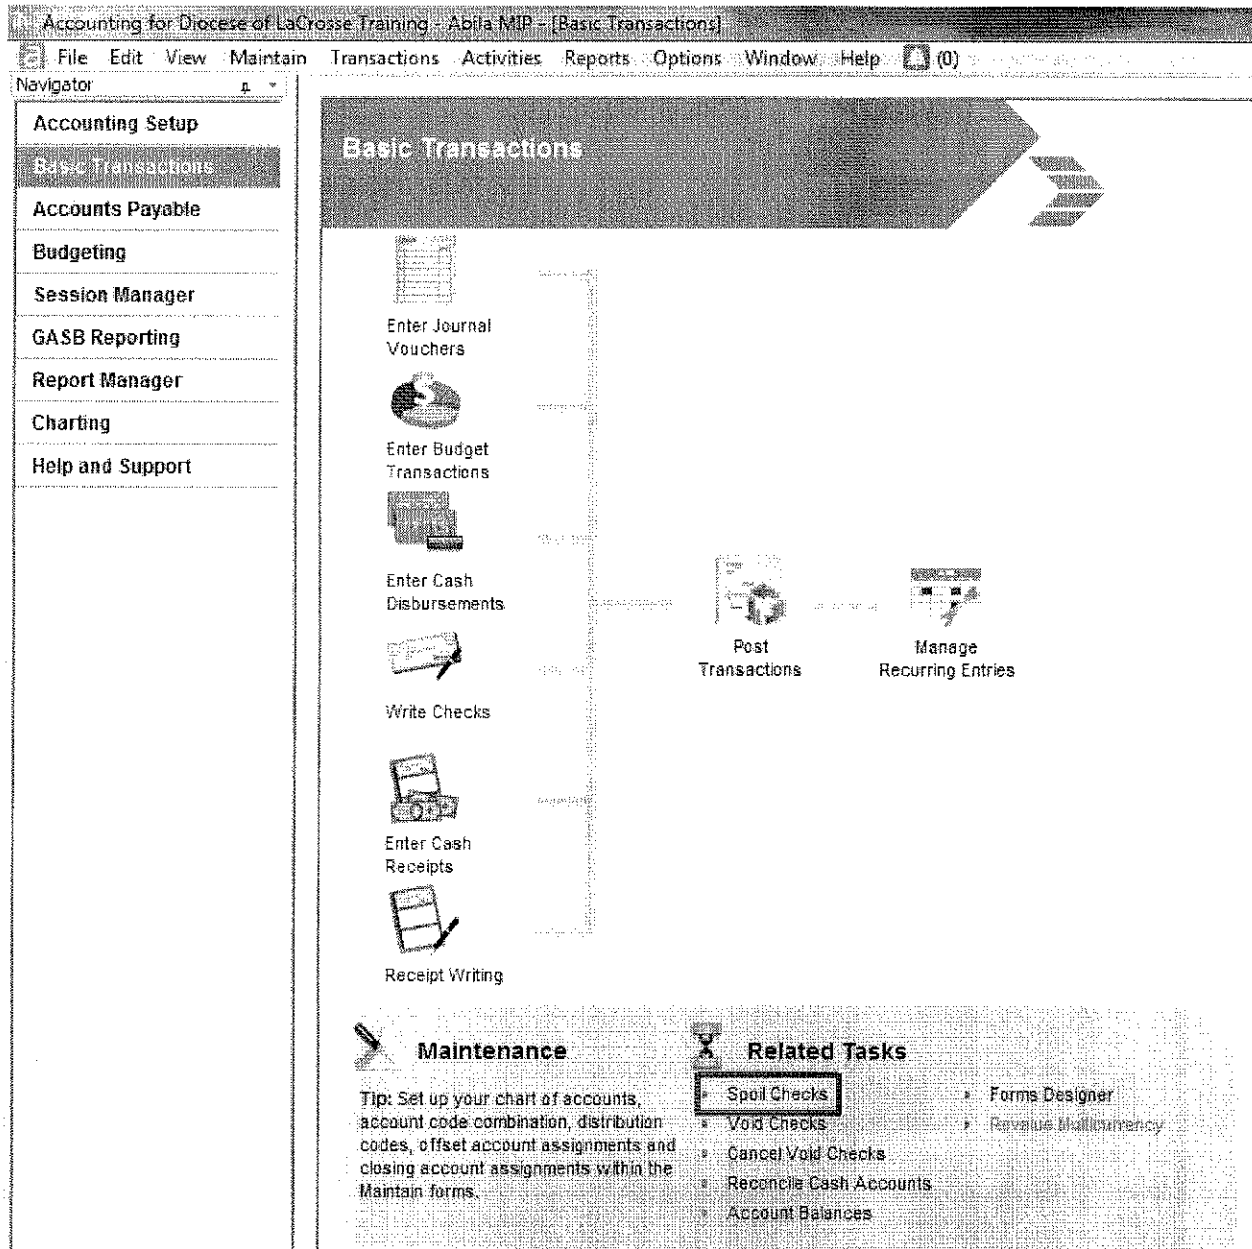 Accounting for Diocese of LaCrosse Training - Abila MIP - [Basic Transactions]
File Edit View Maintain Transactions Activities Reports Options Window Help (0)
Navigator
Accounting Setup
Basic Transactions
Accounts Payable
Budgeting
Session Manager
GASB Reporting
Report Manager
Charting
Help and Support
Basic Transactions
Enter Journal
Vouchers
Enter Budget
Transactions
Enter Cash
Disbursements
Write Checks
Enter Cash
Receipts
Receipt Writing
Post
Transactions
Manage
Recurring Entries
Maintenance
Tip: Set up your chart of accounts,
account code combination, distribution
codes, offset account assignments and
closing account assignments within the
Maintain forms.
Related Tasks
Spoil Checks
Void Checks
Cancel Void Checks
Reconcile Cash Accounts
Account Balances
Forms Designer
Revalue Multicurrency